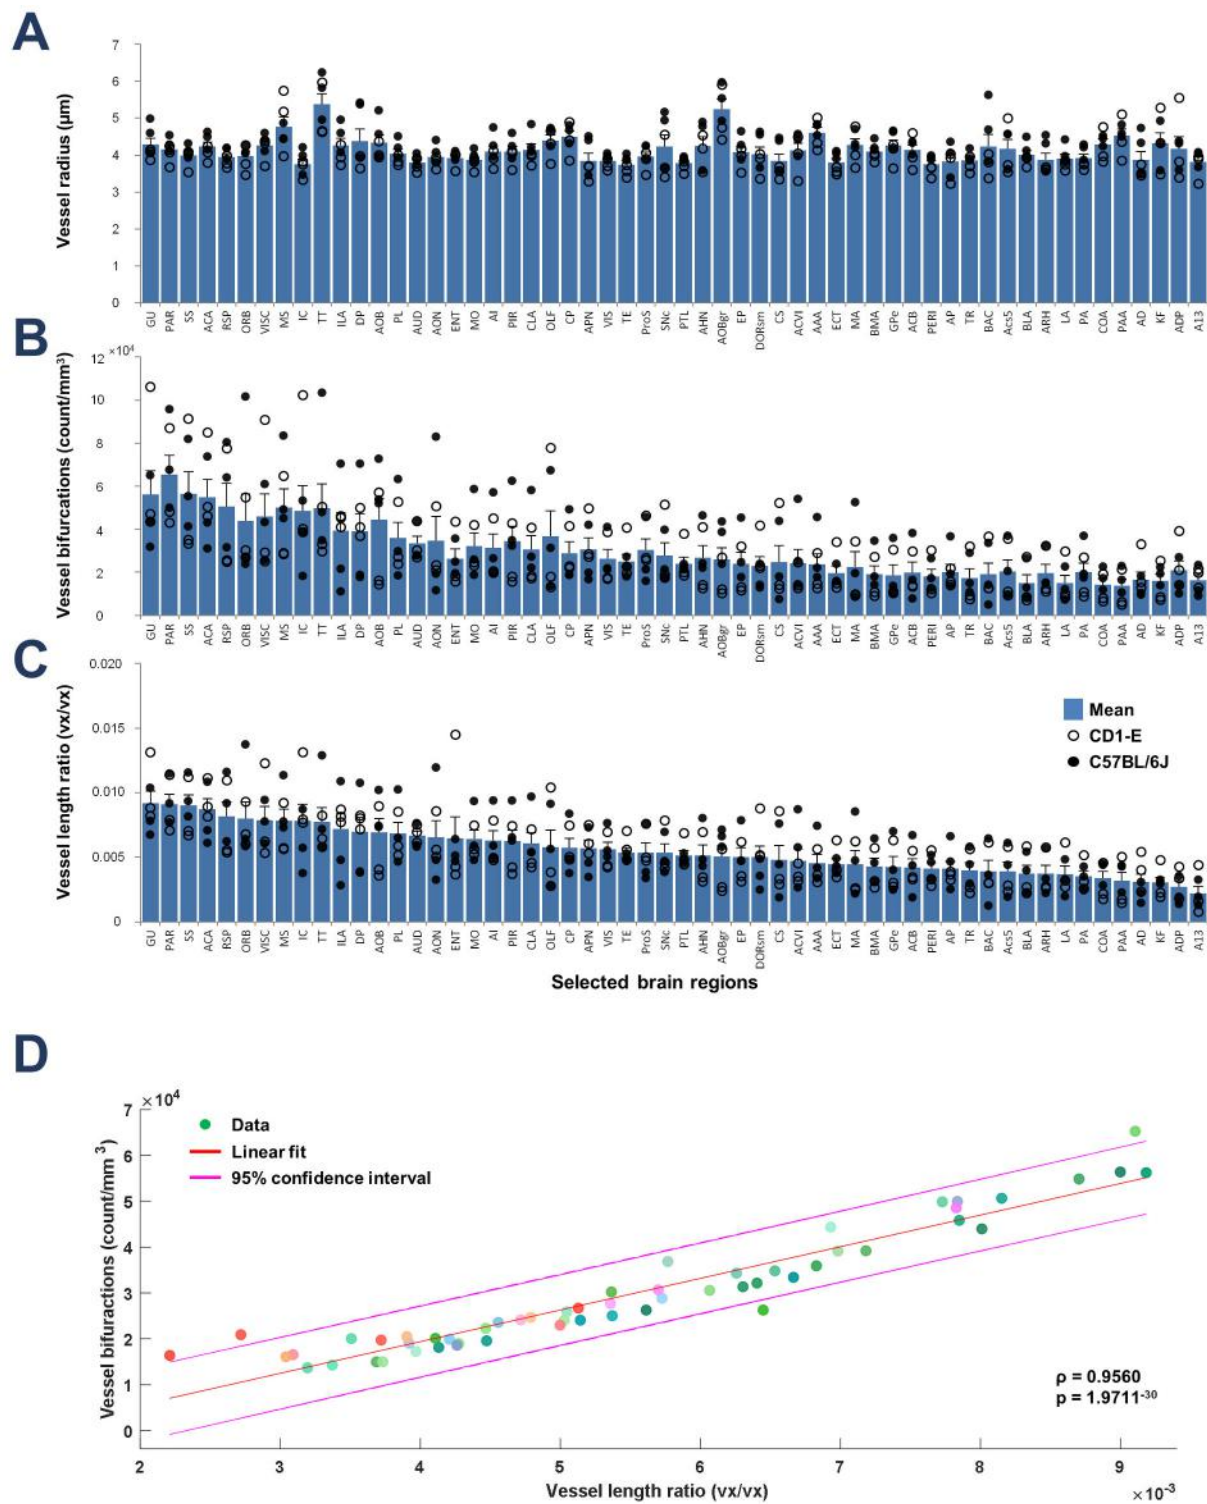 A
Vessel radius (µm)
7
6
5
4
3
2
1
0
GU PAR SS ACA RSP ORB VISC MS IC TT ILA DP AOB PL AUD AON ENT MO AI PIR CLA OLF CP APN VIS TE ProS SNc PTL AHN AOBgr EP DORsm CS ACVI AAA ECT MA BMA GPe ACB PERI AP TR BAC Acs5 BLA ARH LA PA COA PAA AD KF ADP A13
B
Vessel bifurcations (count/mm³)
×10⁴
12
10
8
6
4
2
0
GU PAR SS ACA RSP ORB VISC MS IC TT ILA DP AOB PL AUD AON ENT MO AI PIR CLA OLF CP APN VIS TE ProS SNc PTL AHN AOBgr EP DORsm CS ACVI AAA ECT MA BMA GPe ACB PERI AP TR BAC Acs5 BLA ARH LA PA COA PAA AD KF ADP A13
C
Vessel length ratio (vx/vx)
0.020
0.015
0.010
0.005
0
Mean
CD1-E
C57BL/6J
GU PAR SS ACA RSP ORB VISC MS IC TT ILA DP AOB PL AUD AON ENT MO AI PIR CLA OLF CP APN VIS TE ProS SNc PTL AHN AOBgr EP DORsm CS ACVI AAA ECT MA BMA GPe ACB PERI AP TR BAC Acs5 BLA ARH LA PA COA PAA AD KF ADP A13
Selected brain regions
D
Vessel bifuractions (count/mm³)
×10⁴
7
6
5
4
3
2
1
0
Data
Linear fit
95% confidence interval
ρ = 0.9560
p = 1.9711⁻³⁰
2 3 4 5 6 7 8 9
Vessel length ratio (vx/vx)
×10⁻³